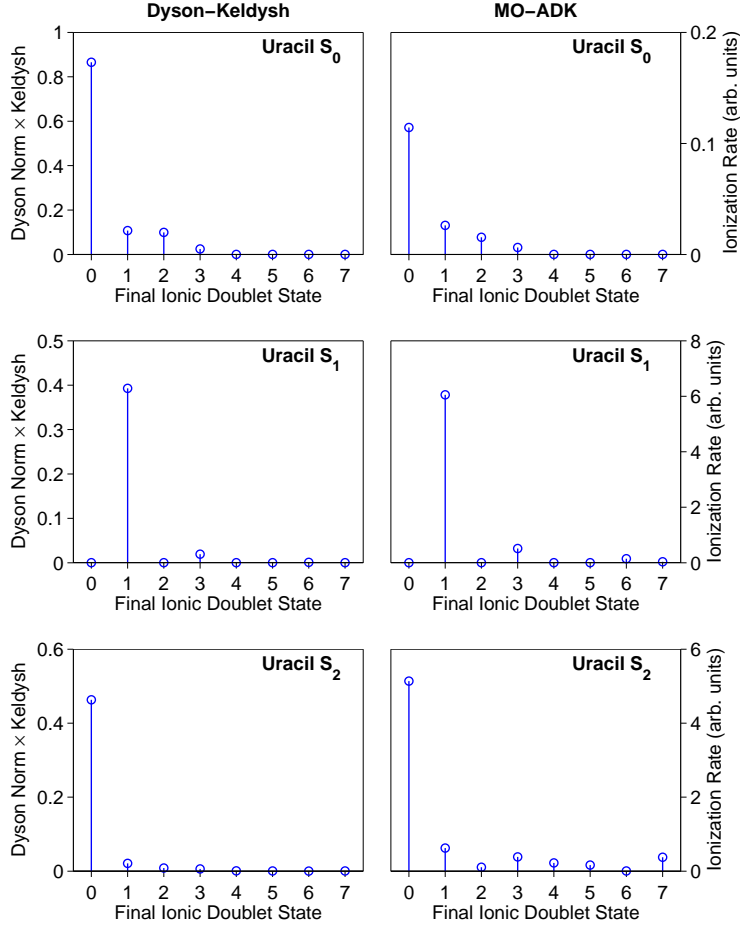 Dyson−Keldysh
MO−ADK
1
0.8
0.6
0.4
0.2
0
Dyson Norm × Keldysh
Uracil S0
0 1 2 3 4 5 6 7
Final Ionic Doublet State
Uracil S0
0.2
0.1
0
Ionization Rate (arb. units)
0 1 2 3 4 5 6 7
Final Ionic Doublet State
0.5
0.4
0.3
0.2
0.1
0
Dyson Norm × Keldysh
Uracil S1
0 1 2 3 4 5 6 7
Final Ionic Doublet State
Uracil S1
8
6
4
2
0
Ionization Rate (arb. units)
0 1 2 3 4 5 6 7
Final Ionic Doublet State
0.6
0.4
0.2
0
Dyson Norm × Keldysh
Uracil S2
0 1 2 3 4 5 6 7
Final Ionic Doublet State
Uracil S2
6
4
2
0
Ionization Rate (arb. units)
0 1 2 3 4 5 6 7
Final Ionic Doublet State